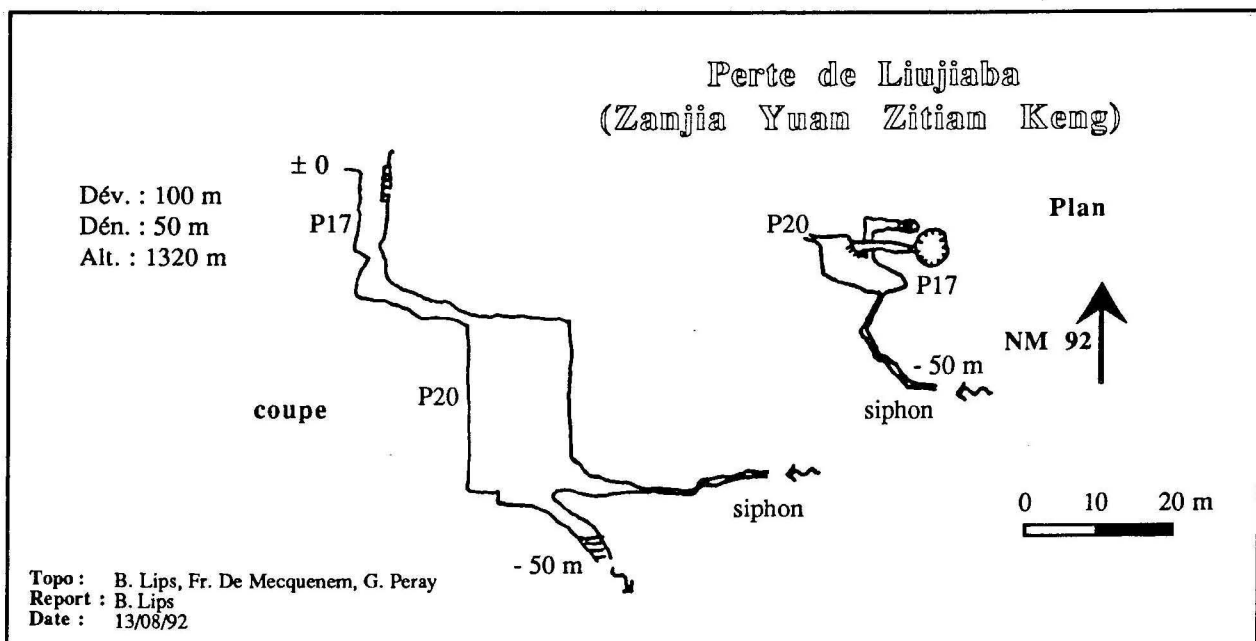 Perte de Liujiaba
(Zanjia Yuan Zitian Keng)
± 0
Dév. : 100 m
Dén. : 50 m
Alt. : 1320 m
P17
P20
coupe
siphon
- 50 m
P20
Plan
P17
NM 92
- 50 m
siphon
0 10 20 m
Topo : B. Lips, Fr. De Mecquenem, G. Peray
Report : B. Lips
Date : 13/08/92